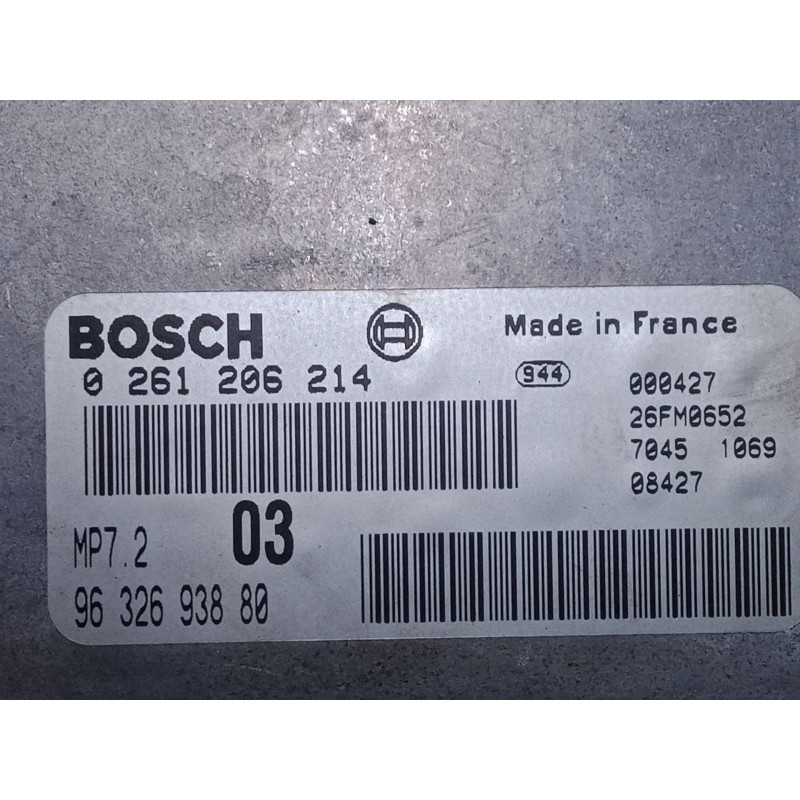 BOSCH
Made in France
0 261 206 214
944
000427
26FM0652
7045 1069
08427
MP7.2
03
96 326 938 80